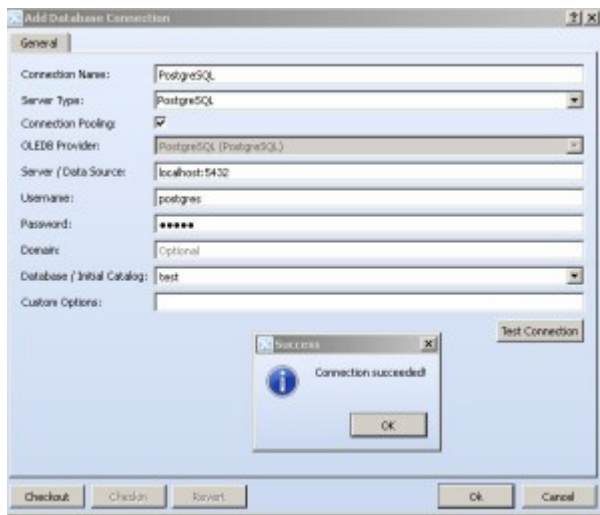 Add Database Connection
General
Connection Name: PostgreSQL
Server Type: PostgreSQL
Connection Pooling:
OLEDB Provider: PostgreSQL (PostgreSQL)
Server / Data Source: localhost:5432
Username: postgres
Password: •••••
Domain: Optional
Database / Initial Catalog: test
Custom Options:
Test Connection
Success
Connection succeeded!
OK
Checkout Checkin Revert Ok Cancel